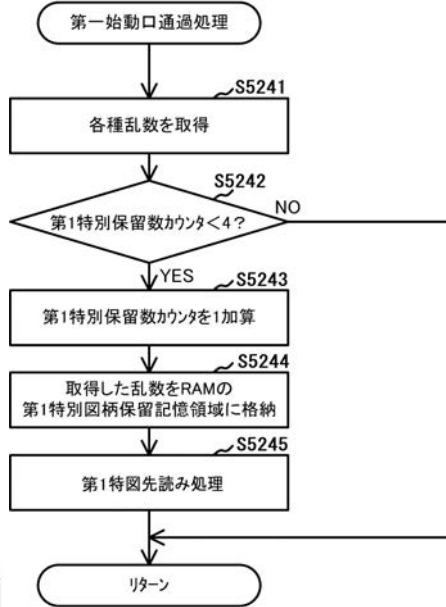 第一始動口通過処理
S5241
各種乱数を取得
S5242
第1特別保留数カウンタ<4?
NO
YES
S5243
第1特別保留数カウンタを1加算
S5244
取得した乱数をRAMの
第1特別図柄保留記憶領域に格納
S5245
第1特図先読み処理
リターン